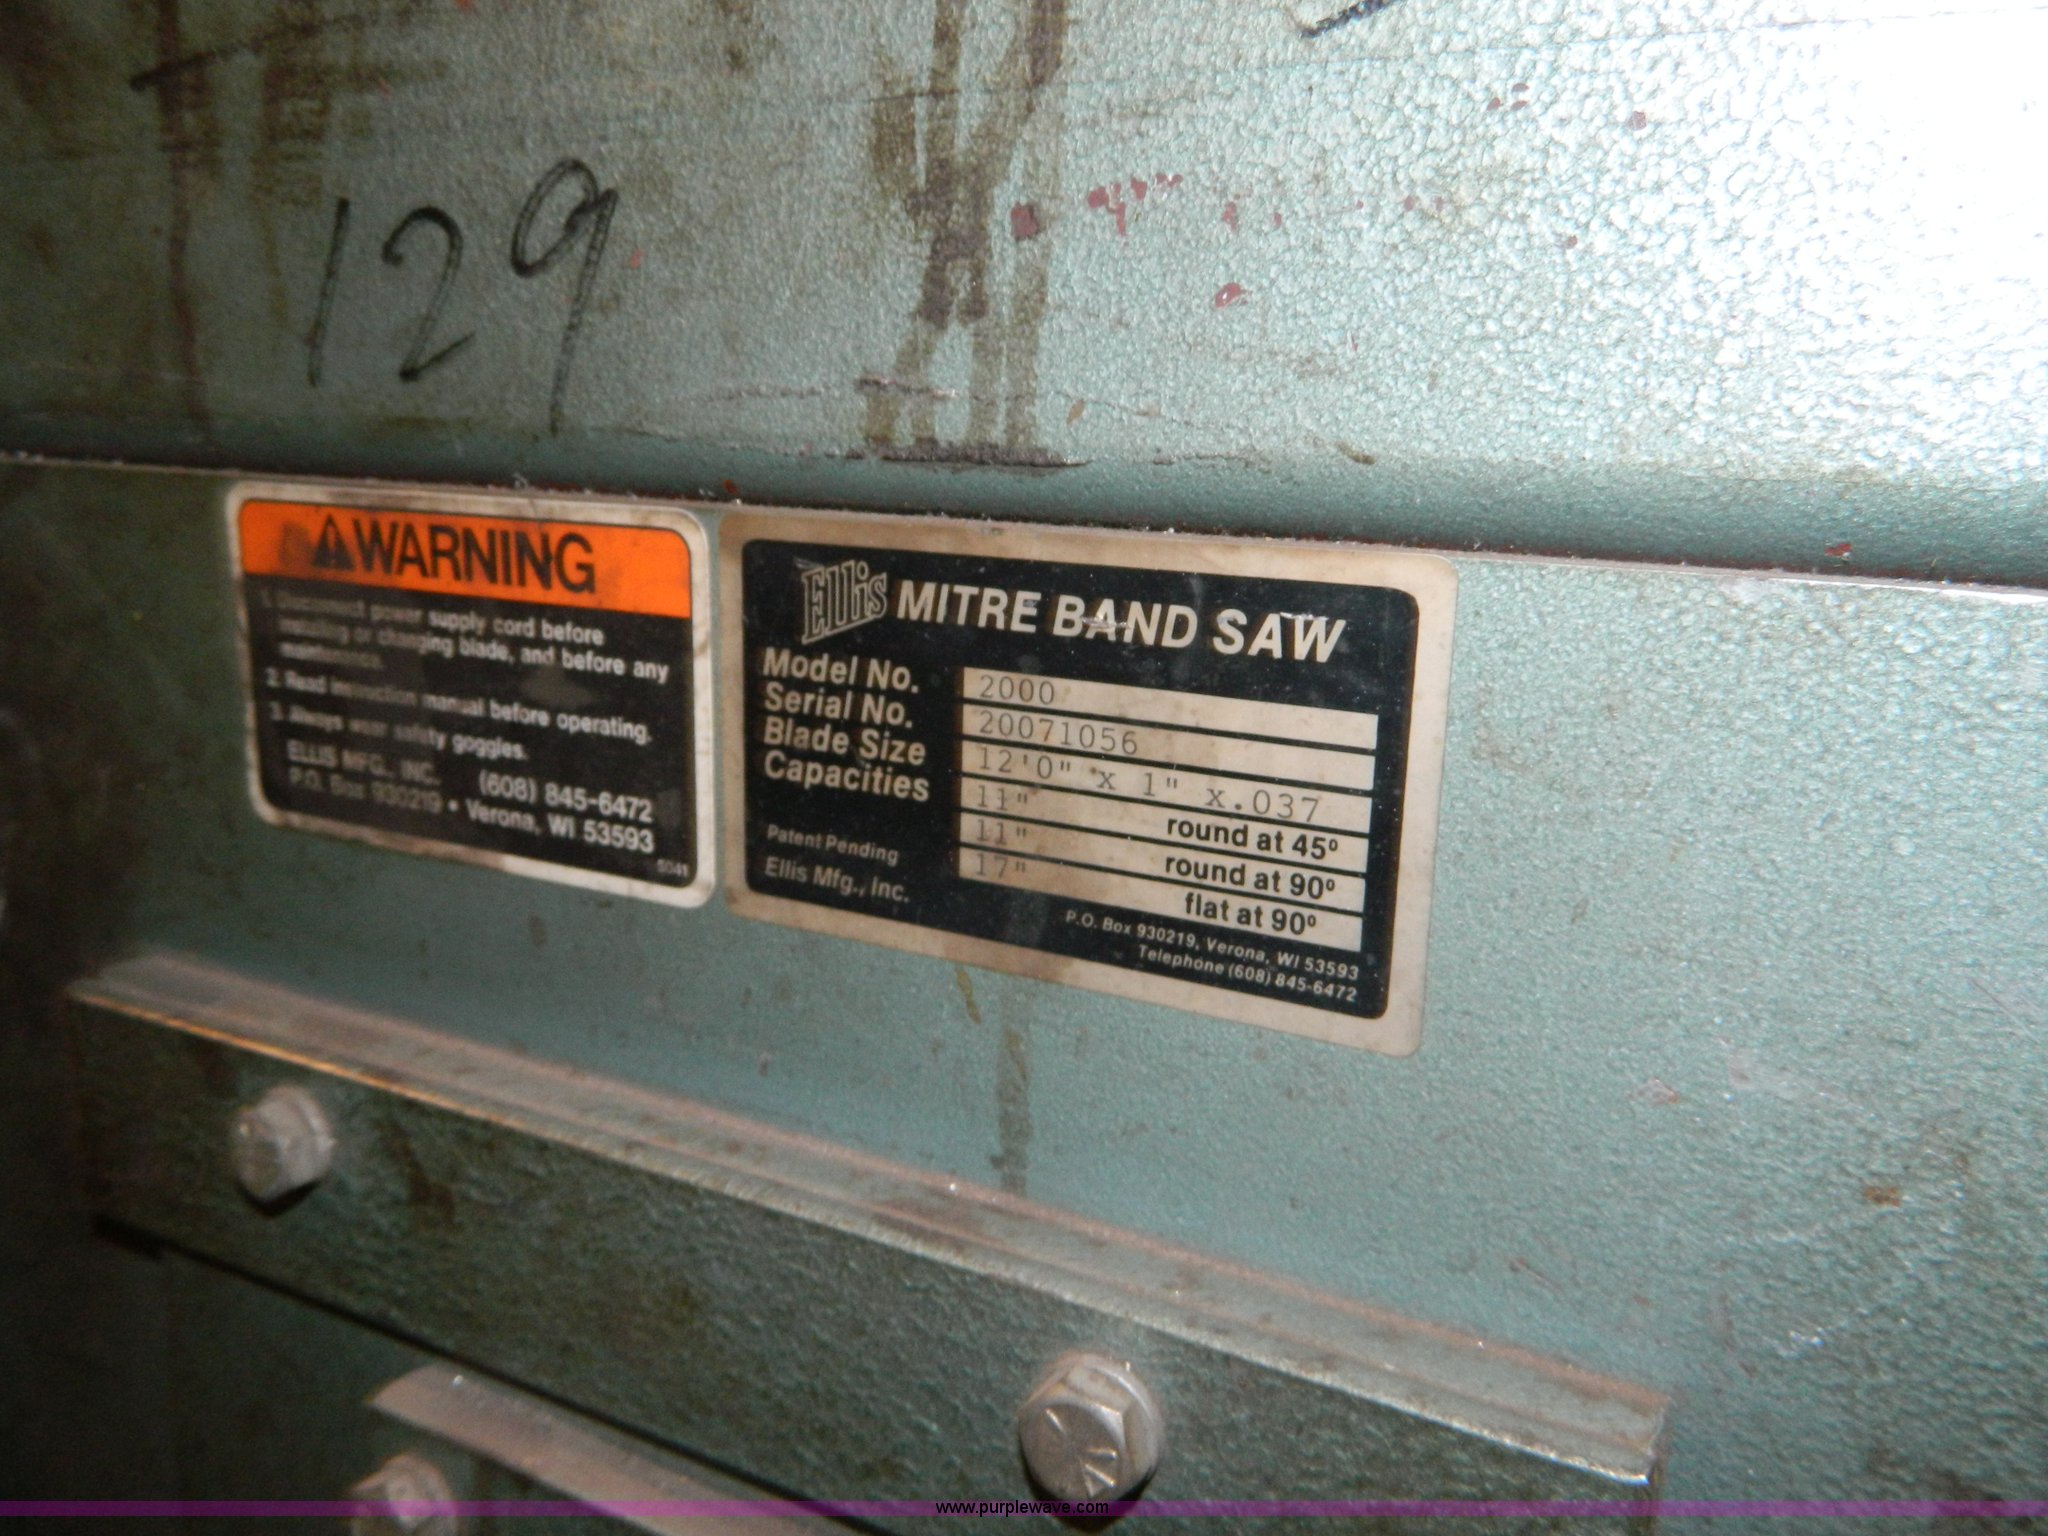 129
WARNING
1. Disconnect power supply cord before
installing or changing blade, and before any
maintenance.
2. Read instruction manual before operating.
3. Always wear safety goggles.
ELLIS MFG., INC. (608) 845-6472
P.O. Box 930219 • Verona, WI 53593
5041
Ellis MITRE BAND SAW
Model No. 2000
Serial No. 20071056
Blade Size 12'0" x 1" x.037
Capacities 11" round at 45º
11" round at 90º
17" flat at 90º
Patent Pending
Ellis Mfg., Inc.
P.O. Box 930219, Verona, WI 53593
Telephone (608) 845-6472
www.purplewave.com